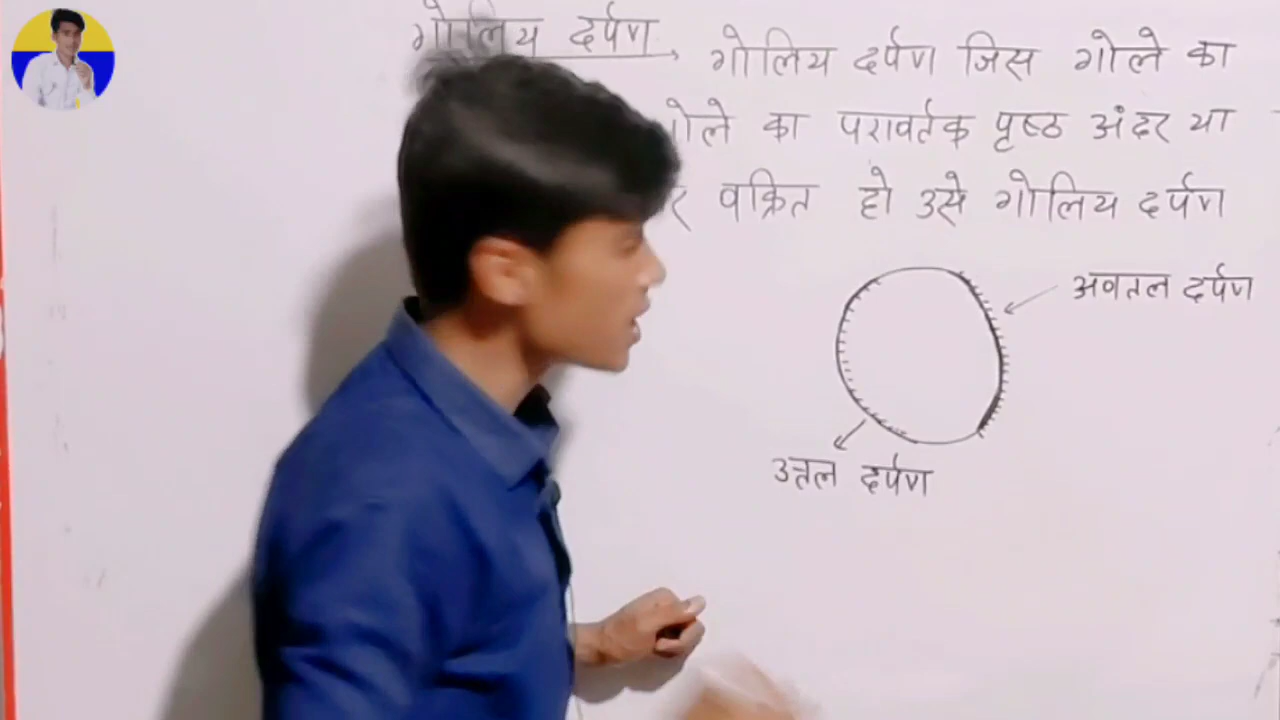 गोलिय दर्पण → गोलिय दर्पण जिस गोले का
गोले का परावर्तक पृष्ठ अंदर या
वक्रित हो उसे गोलिय दर्पण
अवतल दर्पण
उत्तल दर्पण